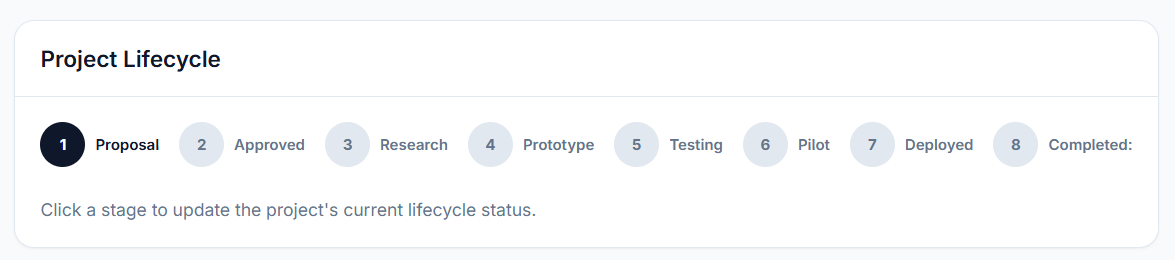 Project Lifecycle
1 Proposal 2 Approved 3 Research 4 Prototype 5 Testing 6 Pilot 7 Deployed 8 Completed:
Click a stage to update the project's current lifecycle status.